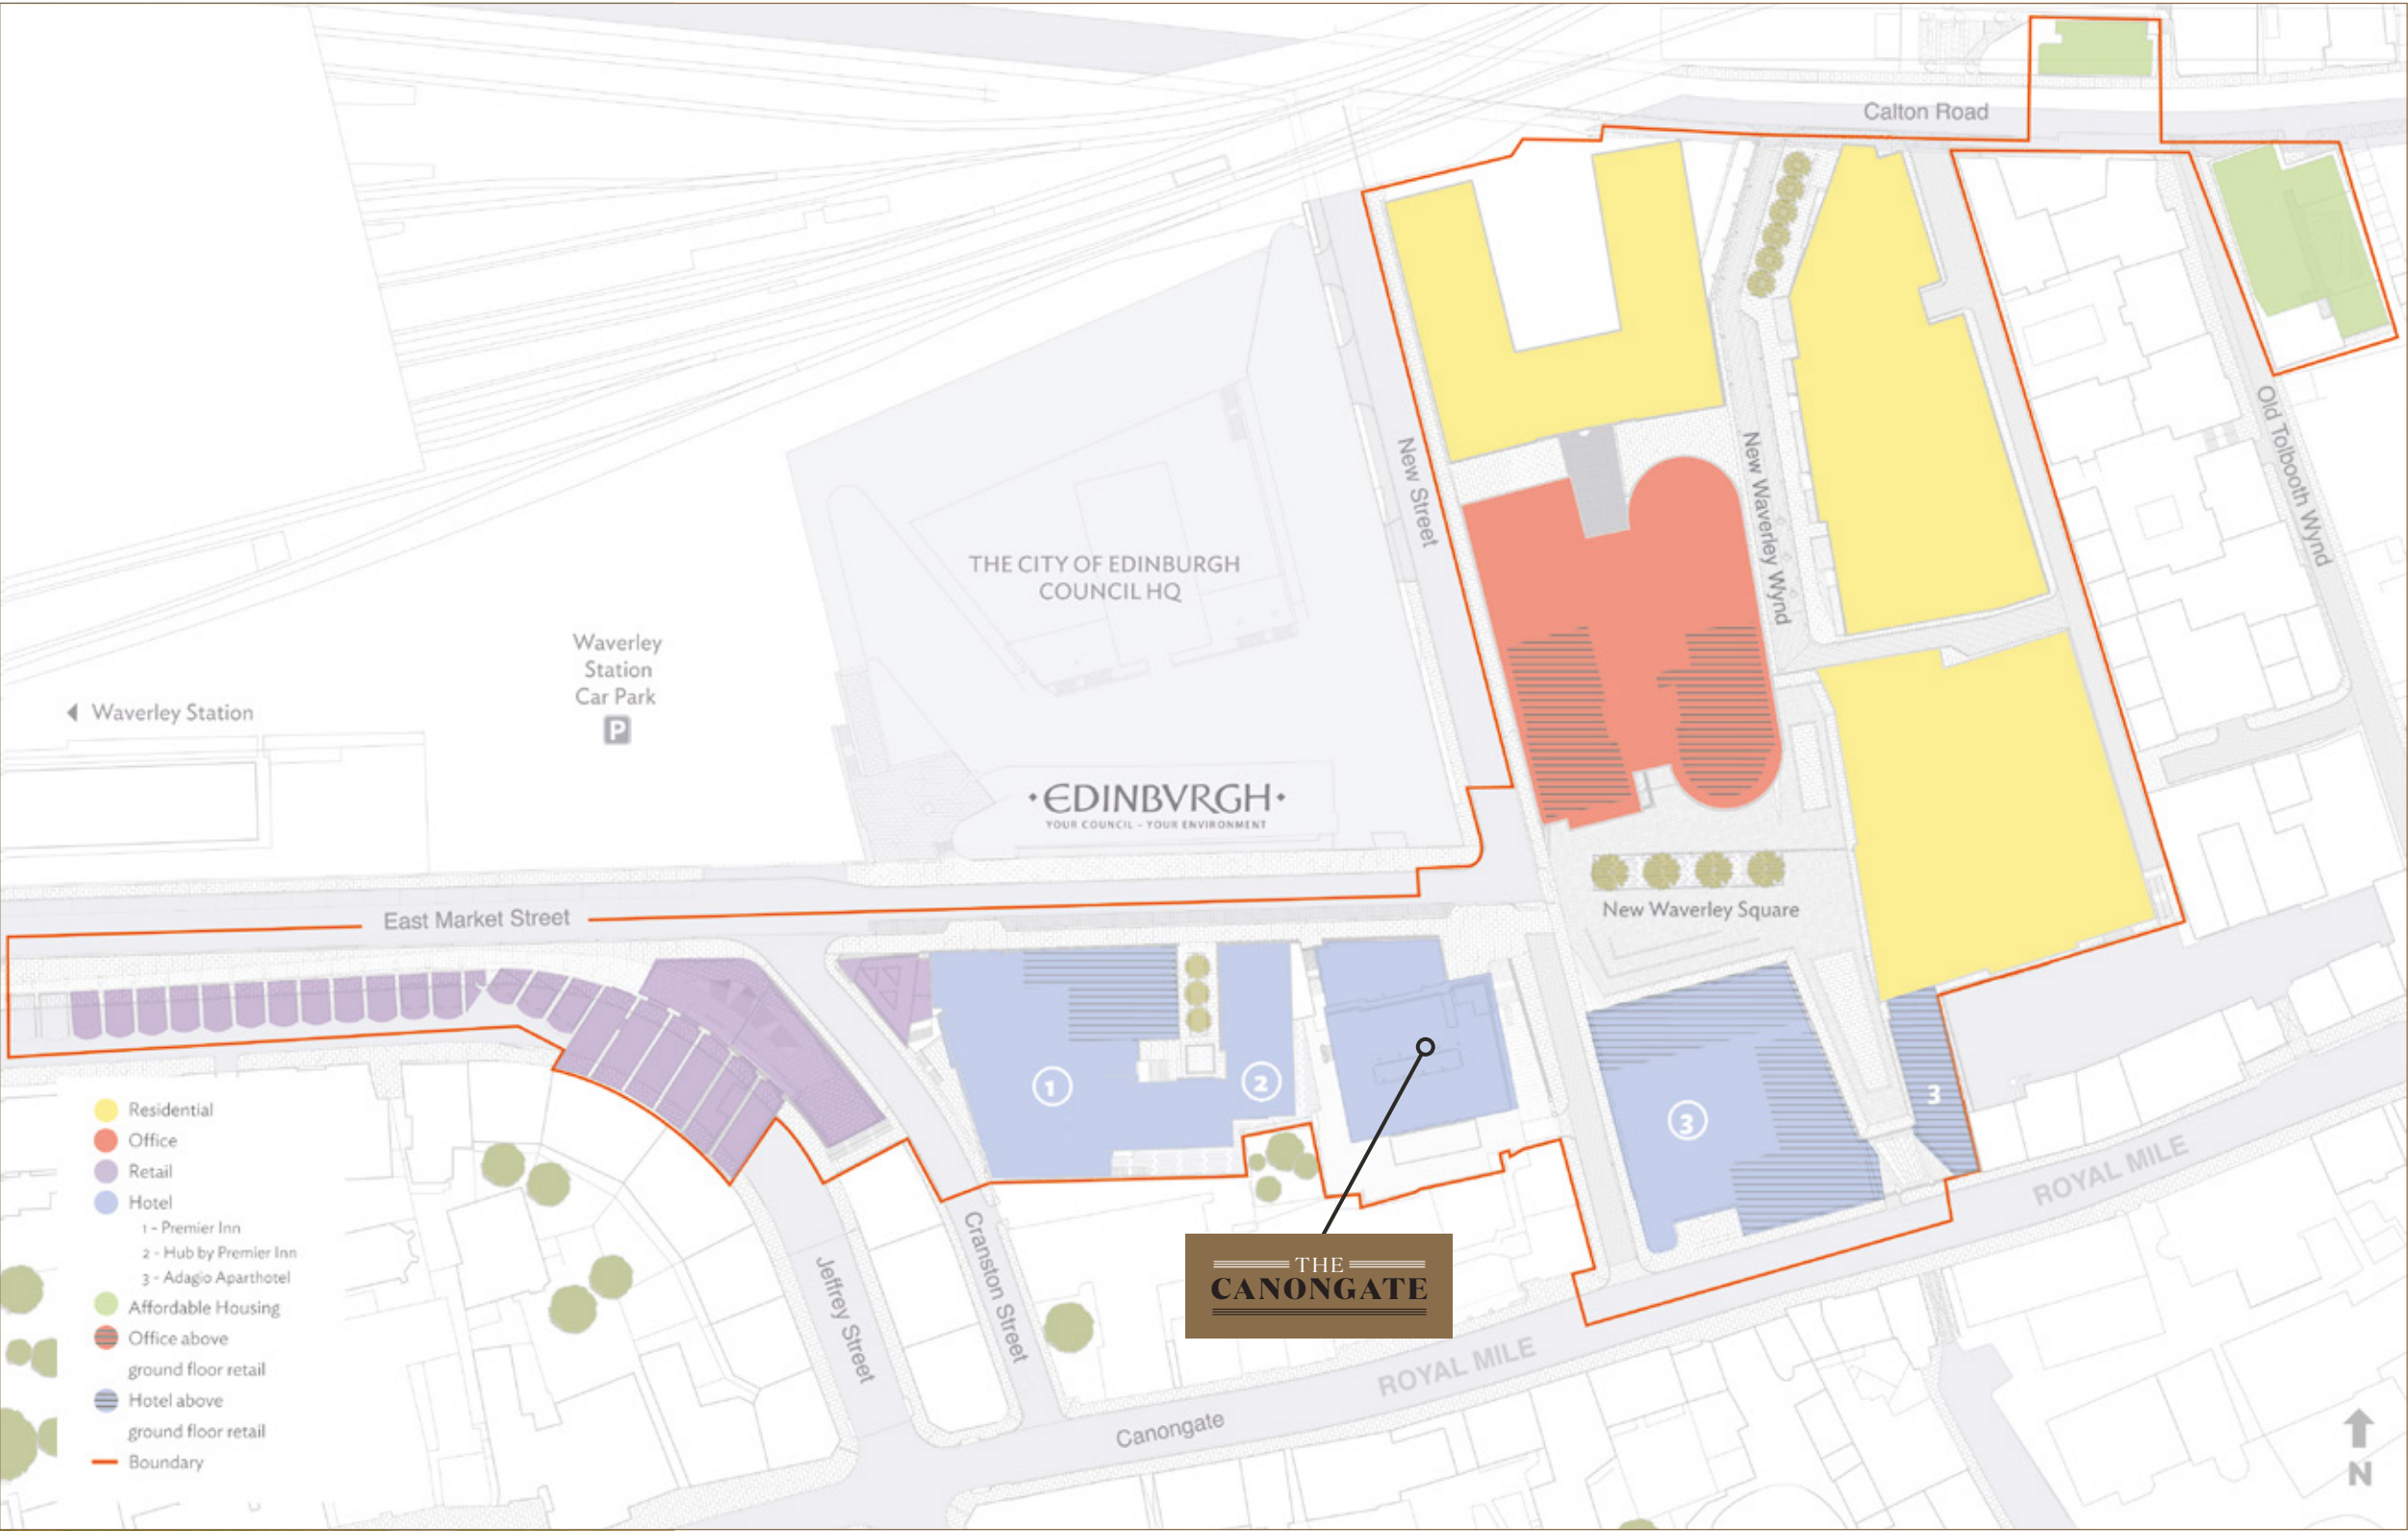 Calton Road
New Street
New Waverley Wynd
Old Tolbooth Wynd
THE CITY OF EDINBURGH
COUNCIL HQ
Waverley
Station
Car Park
P
Waverley Station
·EDINBVRGH·
YOUR COUNCIL – YOUR ENVIRONMENT
East Market Street
New Waverley Square
1
2
3
3
Residential
Office
Retail
Hotel
1 - Premier Inn
2 - Hub by Premier Inn
3 - Adagio Aparthotel
Affordable Housing
Office above
ground floor retail
Hotel above
ground floor retail
Boundary
Jeffrey Street
Cranston Street
THE
CANONGATE
ROYAL MILE
ROYAL MILE
Canongate
N